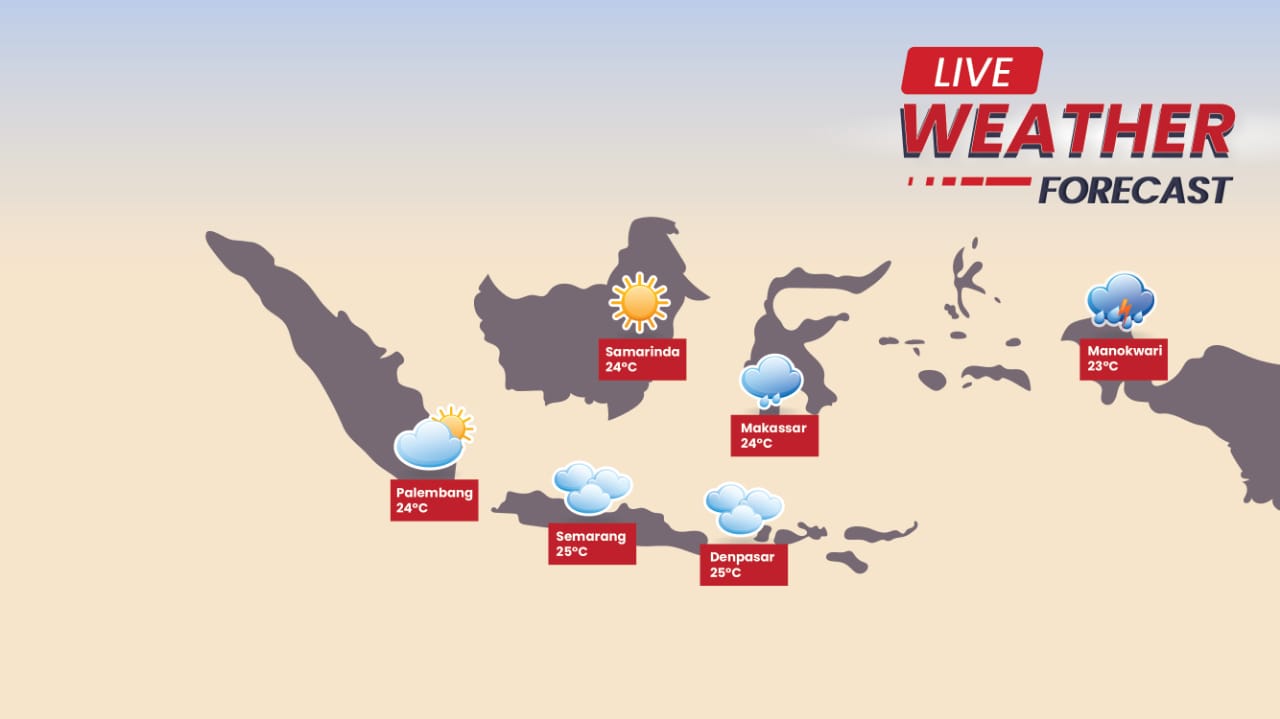 LIVE
WEATHER
FORECAST
Samarinda
24°C
Manokwari
23°C
Makassar
24°C
Palembang
24°C
Semarang
25°C
Denpasar
25°C